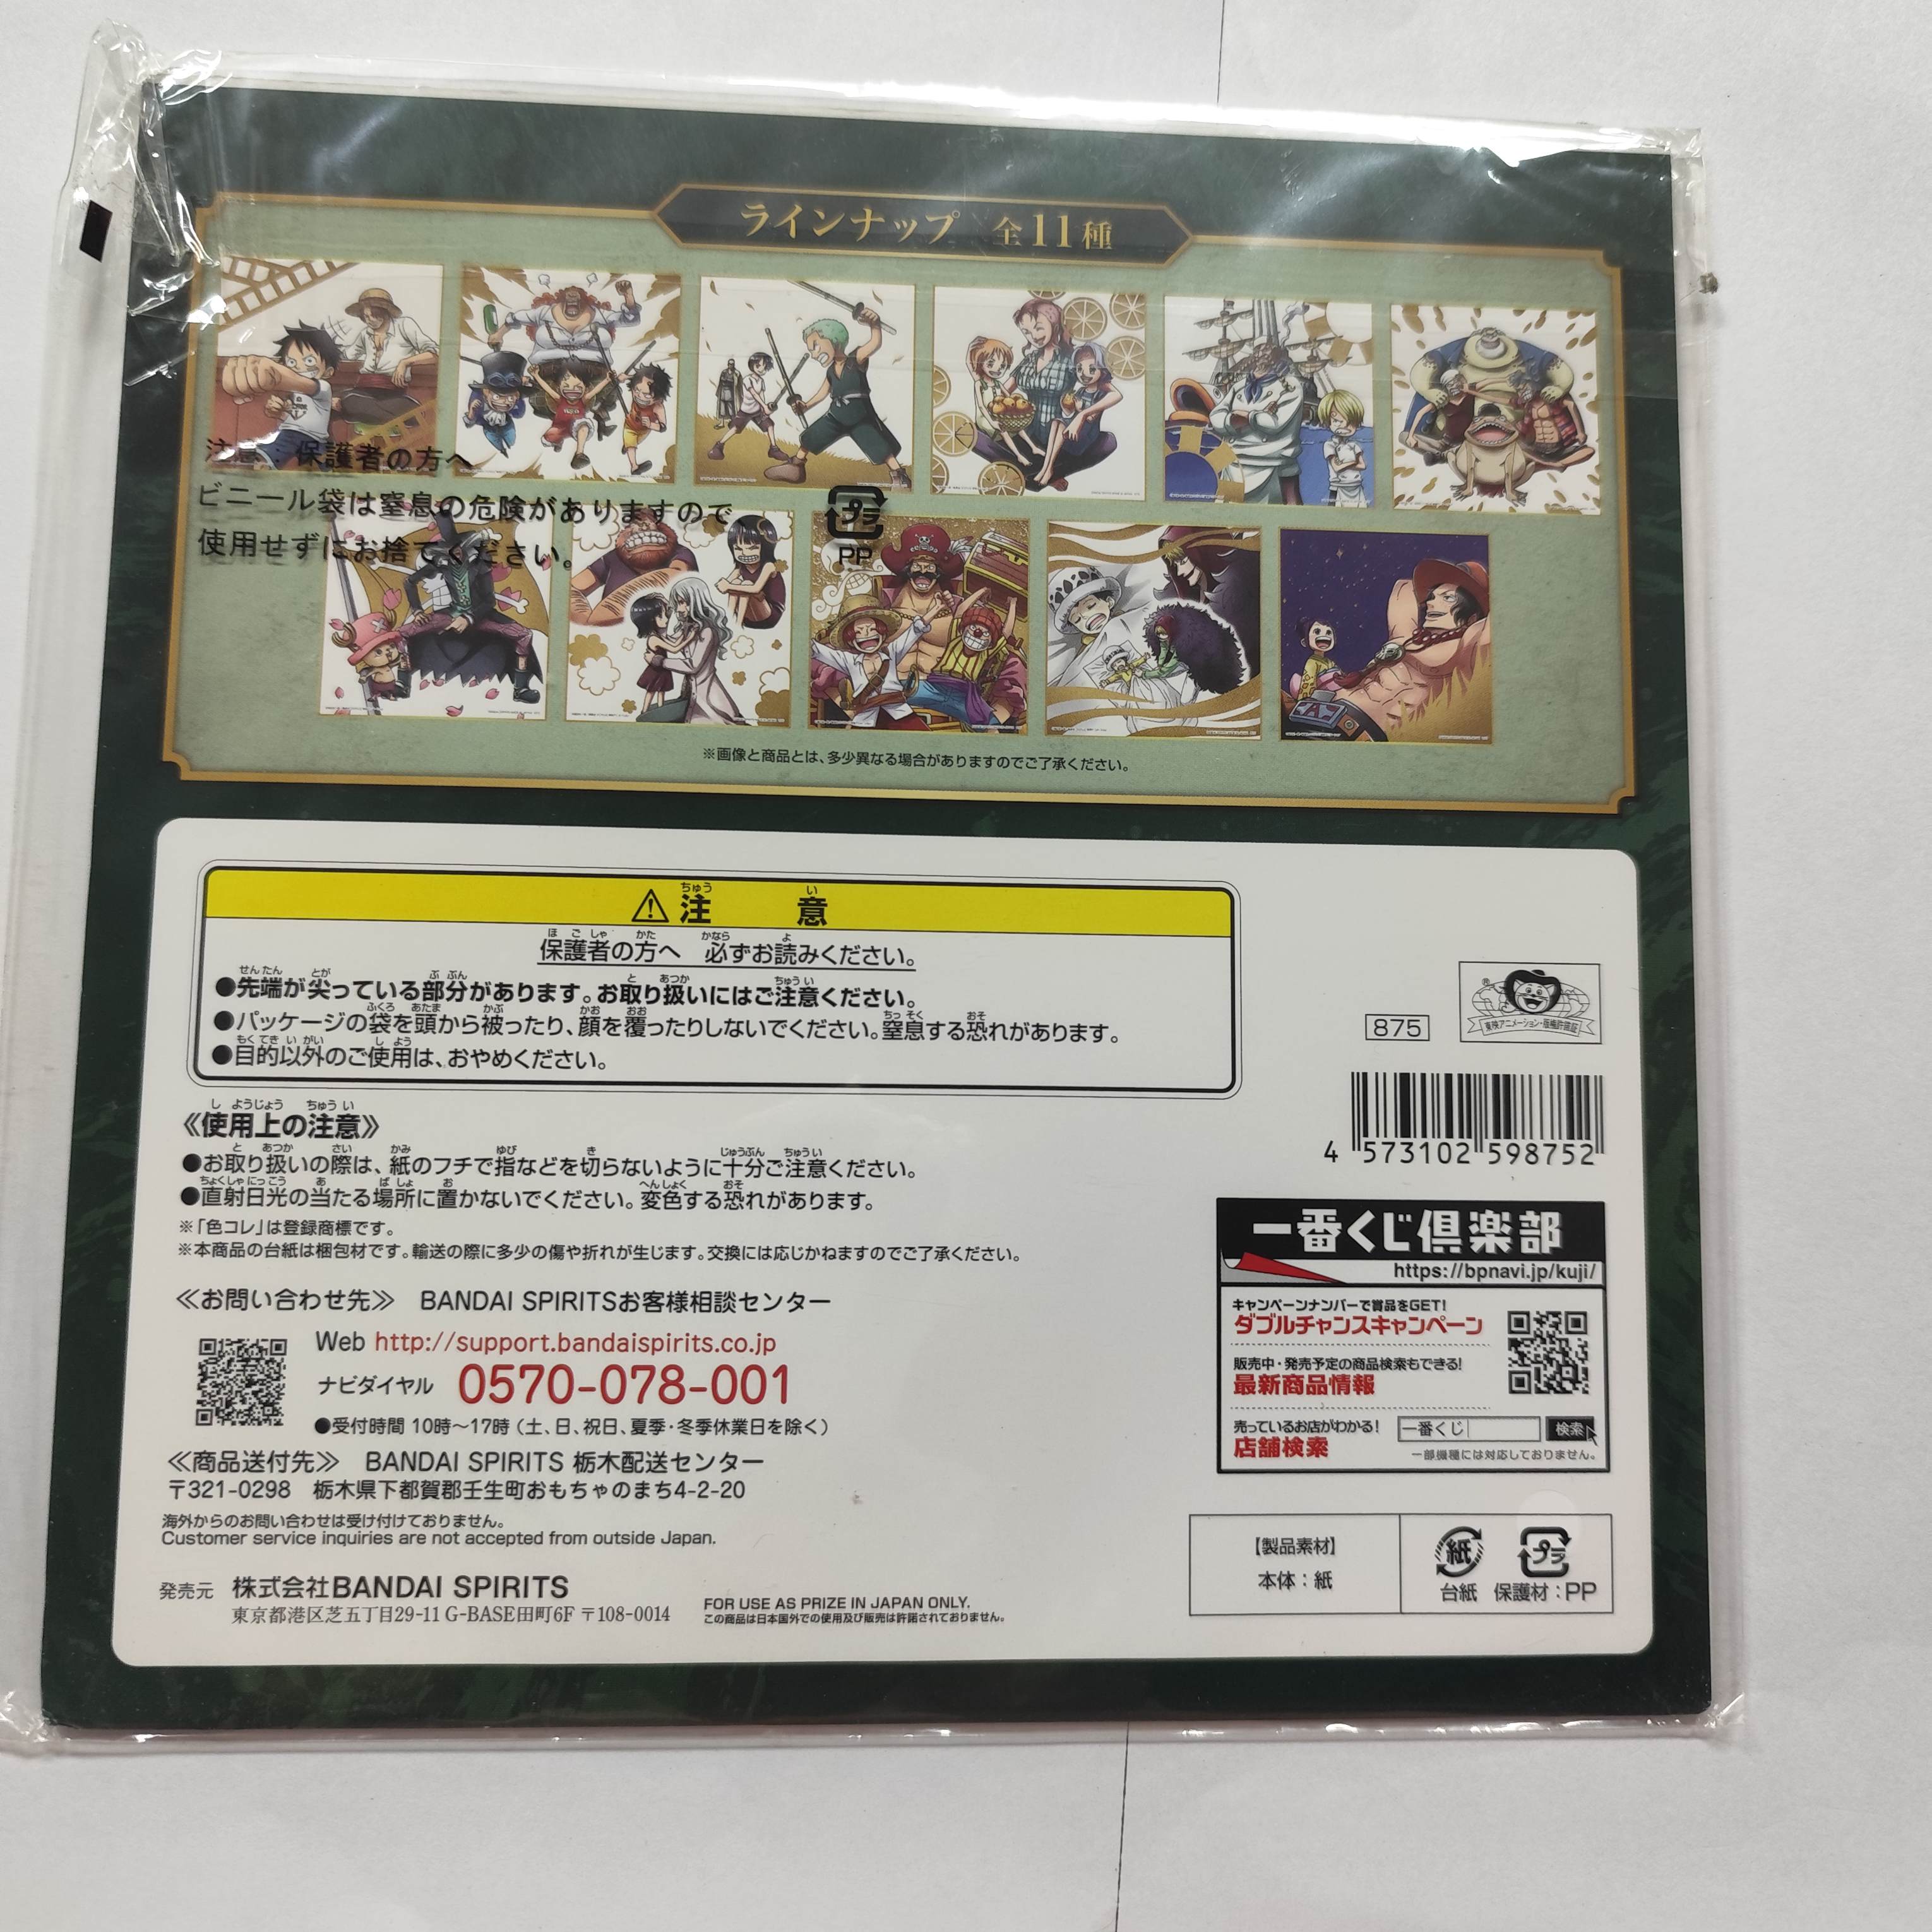 ラインナップ 全11種
注意：保護者の方へ
ビニール袋は窒息の危険がありますので
使用せずにお捨てください。
プラ
PP
※画像と商品とは、多少異なる場合がありますのでご了承ください。
⚠注意
保護者の方へ 必ずお読みください。
●先端が尖っている部分があります。お取り扱いにはご注意ください。
●パッケージの袋を頭から被ったり、顔を覆ったりしないでください。窒息する恐れがあります。
●目的以外のご使用は、おやめください。
875
東映アニメーション・版権許諾証
4 573102 598752
《使用上の注意》
●お取り扱いの際は、紙のフチで指などを切らないように十分ご注意ください。
●直射日光の当たる場所に置かないでください。変色する恐れがあります。
※「色コレ」は登録商標です。
※本商品の台紙は梱包材です。輸送の際に多少の傷や折れが生じます。交換には応じかねますのでご了承ください。
≪お問い合わせ先≫ BANDAI SPIRITSお客様相談センター
Web http://support.bandaispirits.co.jp
ナビダイヤル 0570-078-001
●受付時間 10時～17時（土、日、祝日、夏季・冬季休業日を除く）
≪商品送付先≫ BANDAI SPIRITS 栃木配送センター
〒321-0298 栃木県下都賀郡壬生町おもちゃのまち4-2-20
海外からのお問い合わせは受け付けておりません。
Customer service inquiries are not accepted from outside Japan.
発売元 株式会社BANDAI SPIRITS
東京都港区芝五丁目29-11 G-BASE田町6F 〒108-0014
FOR USE AS PRIZE IN JAPAN ONLY.
この商品は日本国外での使用及び販売は許諾されておりません。
一番くじ倶楽部
https://bpnavi.jp/kuji/
キャンペーンナンバーで賞品をGET!
ダブルチャンスキャンペーン
販売中・発売予定の商品検索もできる!
最新商品情報
売っているお店がわかる!
店舗検索
一番くじ 検索
一部機種には対応しておりません。
【製品素材】
本体：紙
紙
台紙
プラ
保護材：PP